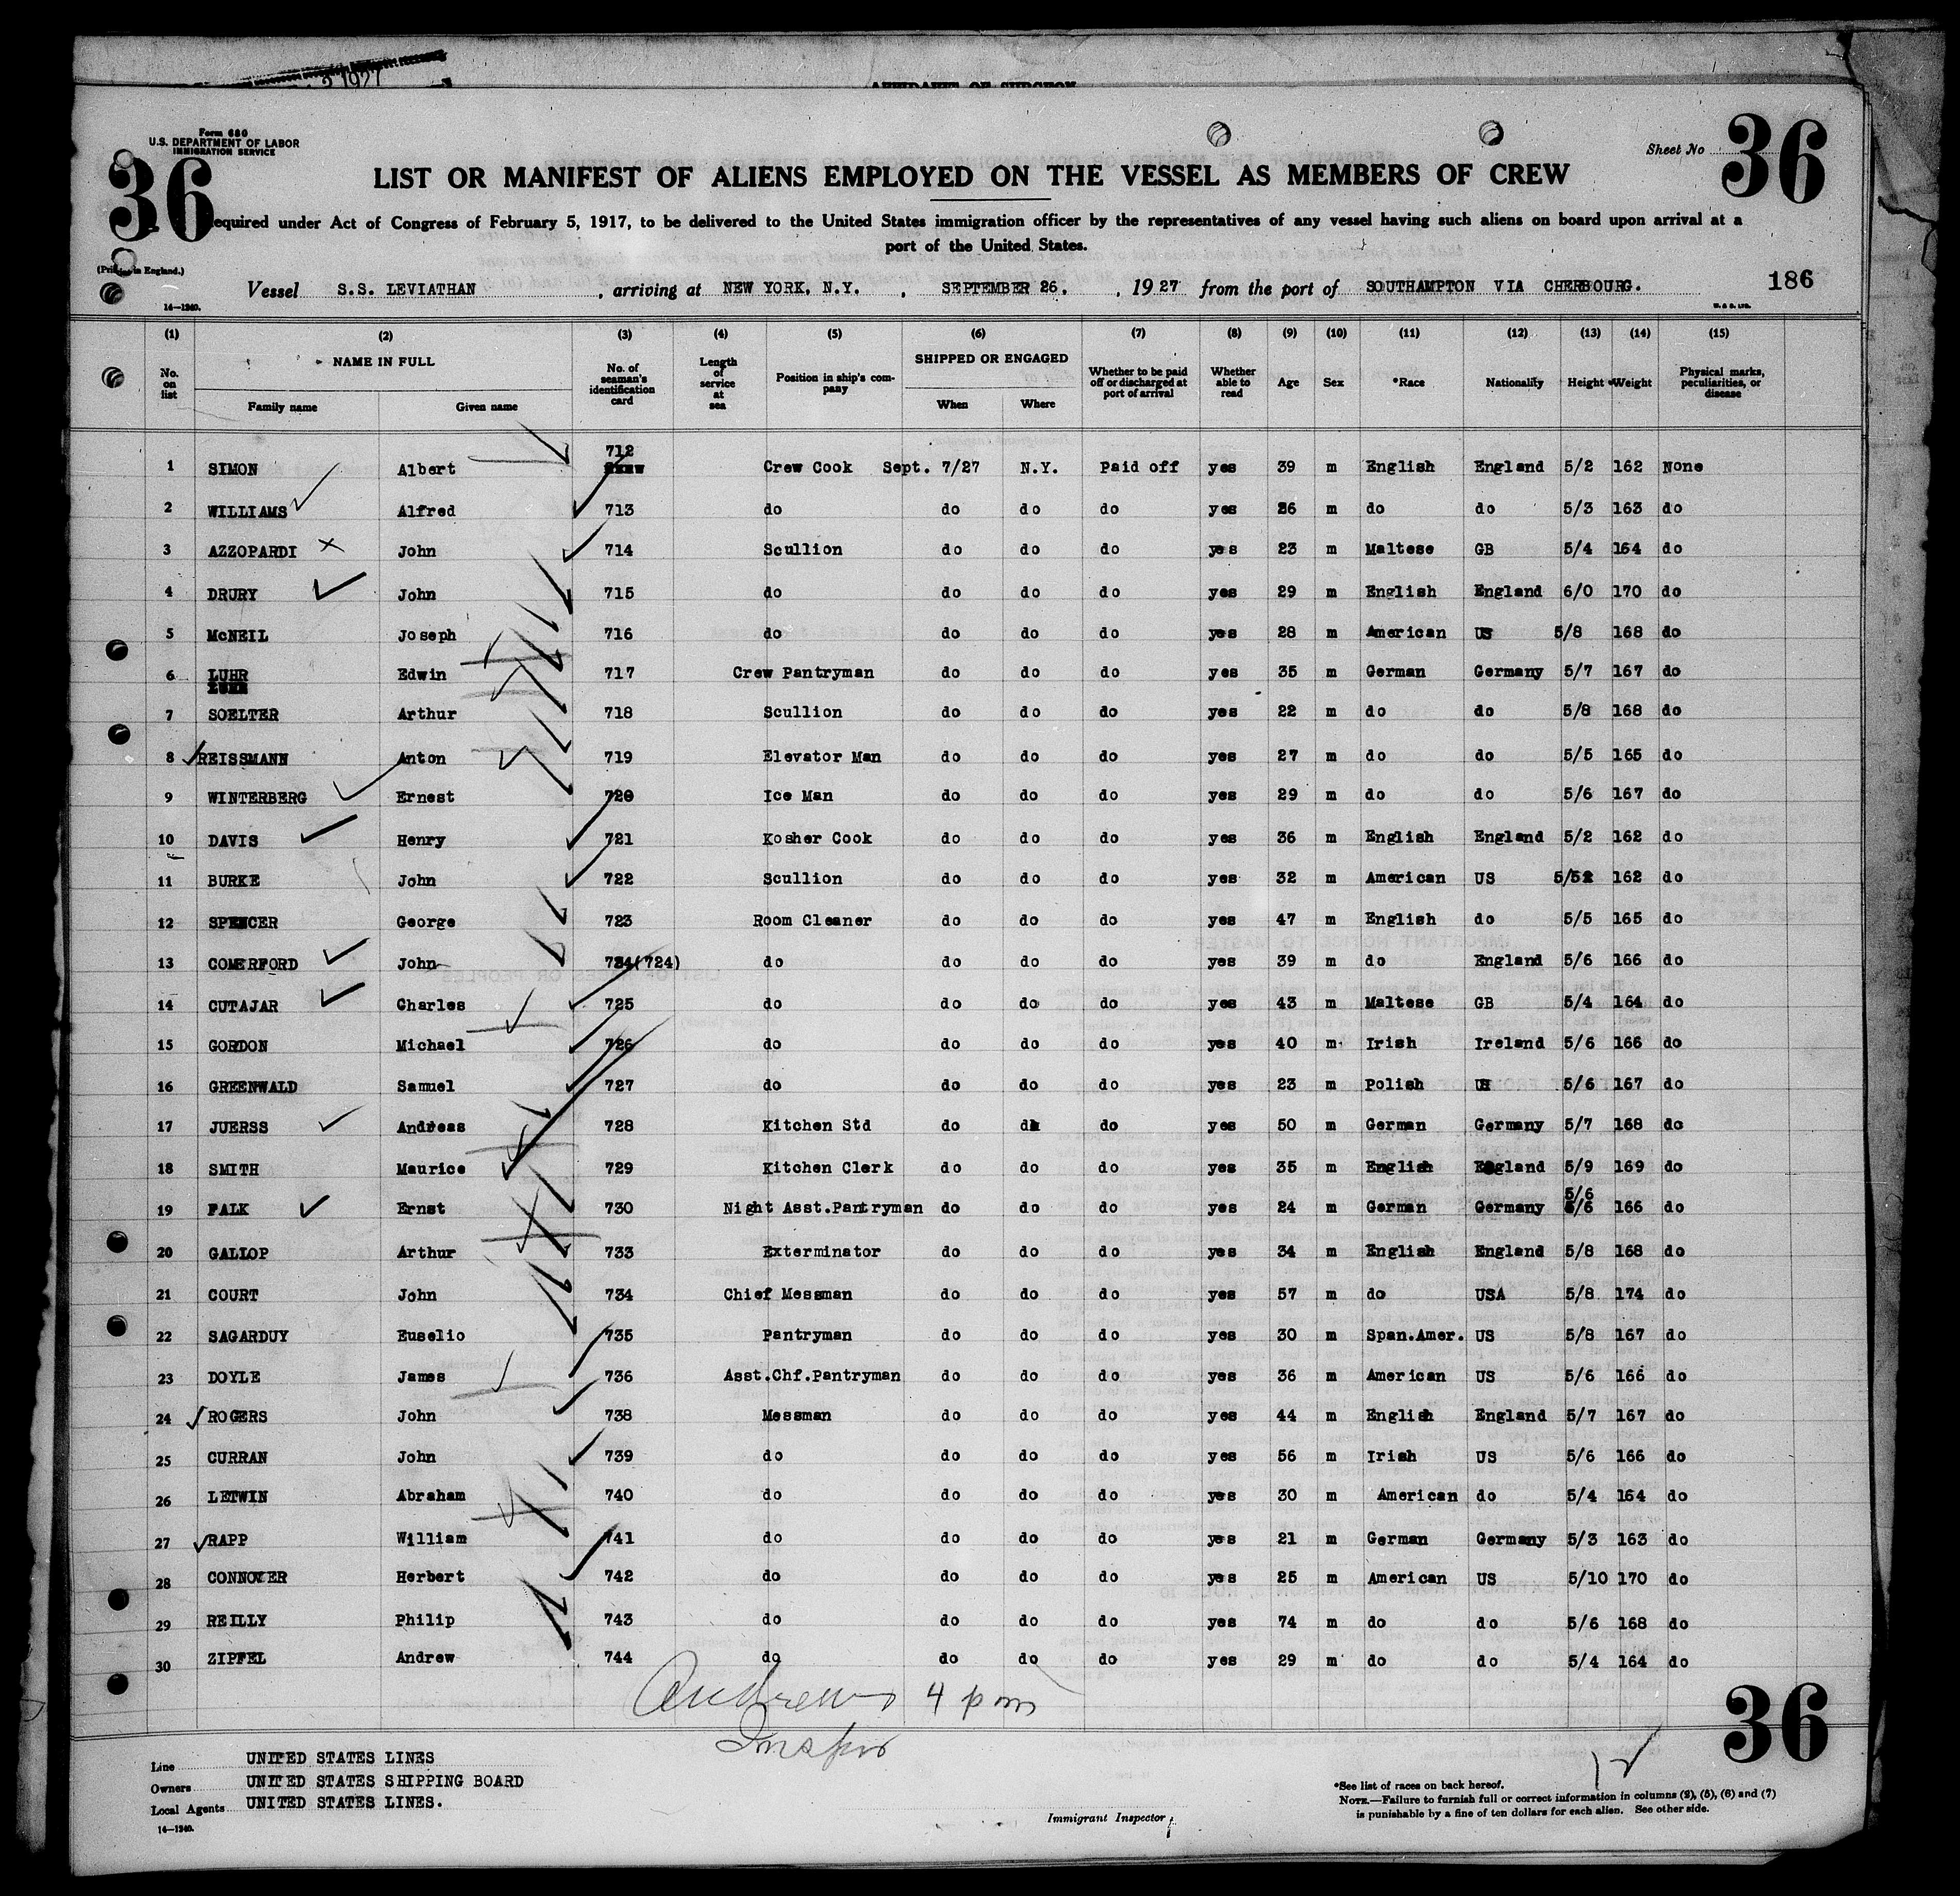 3 1927
AFFIDAVIT OF SURGEON
Form 680
U.S. DEPARTMENT OF LABOR
IMMIGRATION SERVICE
36
Sheet No 36
LIST OR MANIFEST OF ALIENS EMPLOYED ON THE VESSEL AS MEMBERS OF CREW
equired under Act of Congress of February 5, 1917, to be delivered to the United States immigration officer by the representatives of any vessel having such aliens on board upon arrival at a
port of the United States.
(Printed in England.)
Vessel S.S. LEVIATHAN, arriving at NEW YORK, N.Y., SEPTEMBER 26., 1927 from the port of SOUTHAMPTON VIA CHERBOURG. 186
14—1240. W. & S. LTD.
(1) (2) (3) (4) (5) (6) (7) (8) (9) (10) (11) (12) (13) (14) (15)
No. on list NAME IN FULL Family name Given name No. of seaman's identification card Length of service at sea Position in ship's company SHIPPED OR ENGAGED When Where Whether to be paid off or discharged at port of arrival Whether able to read Age Sex *Race Nationality Height Weight Physical marks, peculiarities, or disease
1 SIMON Albert 712 Crew Cook Sept. 7/27 N.Y. Paid off yes 39 m English England 5/2 162 None
2 WILLIAMS Alfred 713 do do do do yes 26 m do do 5/3 163 do
3 AZZOPARDI John 714 Scullion do do do yes 23 m Maltese GB 5/4 164 do
4 DRURY John 715 do do do do yes 29 m English England 6/0 170 do
5 McNEIL Joseph 716 do do do do yes 28 m American US 5/8 168 do
6 LUHR Edwin 717 Crew Pantryman do do do yes 35 m German Germany 5/7 167 do
7 SOELTER Arthur 718 Scullion do do do yes 22 m do do 5/8 168 do
8 REISSMANN Anton 719 Elevator Man do do do yes 27 m do do 5/5 165 do
9 WINTERBERG Ernest 720 Ice Man do do do yes 29 m do do 5/6 167 do
10 DAVIS Henry 721 Kosher Cook do do do yes 36 m English England 5/2 162 do
11 BURKE John 722 Scullion do do do yes 32 m American US 5/52 162 do
12 SPENCER George 723 Room Cleaner do do do yes 47 m English do 5/5 165 do
13 COMERFORD John 724(724) do do do do yes 39 m do England 5/6 166 do
14 CUTAJAR Charles 725 do do do do yes 43 m Maltese GB 5/4 164 do
15 GORDON Michael 726 do do do do yes 40 m Irish Ireland 5/6 166 do
16 GREENWALD Samuel 727 do do do do yes 23 m Polish US 5/6 167 do
17 JUERSS Andreas 728 Kitchen Std do do do yes 50 m German Germany 5/7 168 do
18 SMITH Maurice 729 Kitchen Clerk do do do yes 35 m English England 5/9 169 do
5/6
19 FALK Ernst 730 Night Asst.Pantryman do do do yes 24 m German Germany 5/6 166 do
20 GALLOP Arthur 733 Exterminator do do do yes 34 m English England 5/8 168 do
21 COURT John 734 Chief Messman do do do yes 57 m do USA 5/8 174 do
22 SAGARDUY Euselio 735 Pantryman do do do yes 30 m Span.Amer. US 5/8 167 do
23 DOYLE James 736 Asst.Chf.Pantryman do do do yes 36 m American US 5/6 166 do
24 ROGERS John 738 Messman do do do yes 44 m English England 5/7 167 do
25 CURRAN John 739 do do do do yes 56 m Irish US 5/6 166 do
26 LETWIN Abraham 740 do do do do yes 30 m American do 5/4 164 do
27 RAPP William 741 do do do do yes 21 m German Germany 5/3 163 do
28 CONNOVER Herbert 742 do do do do yes 25 m American US 5/10 170 do
29 REILLY Philip 743 do do do do yes 74 m do do 5/6 168 do
30 ZIPFEL Andrew 744 do do do do yes 29 m do do 5/4 164 do
Andrews 4 pm
Inspr
36
Line UNITED STATES LINES
Owners UNITED STATES SHIPPING BOARD
Local Agents UNITED STATES LINES.
14—1240.
Immigrant Inspector
*See list of races on back hereof.
NOTE.—Failure to furnish full or correct information in columns (2), (5), (6) and (7)
is punishable by a fine of ten dollars for each alien. See other side.